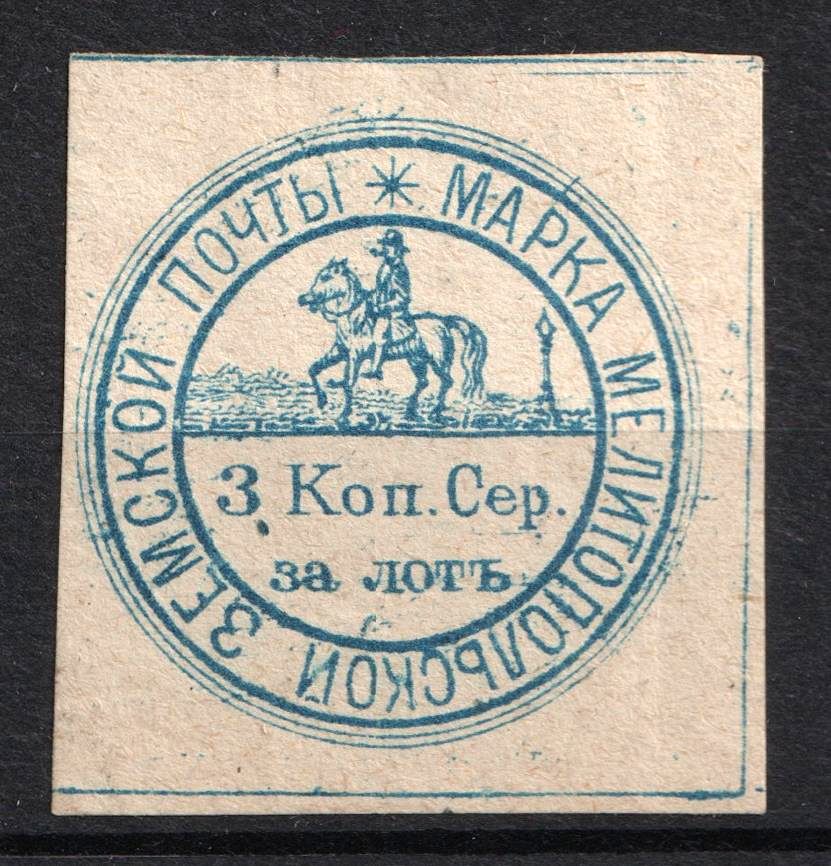 * МАРКА МЕЛИТОПОЛЬСКОЙ ЗЕМСКОЙ ПОЧТЫ
3 Коп. Сер.
за лотъ